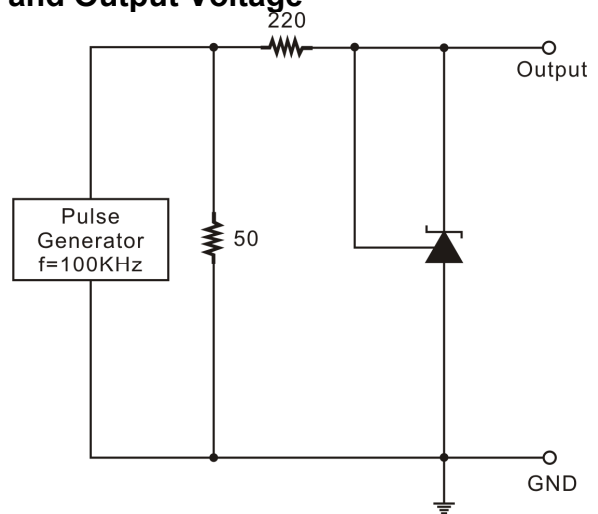 and Output Voltage
220
Output
Pulse
Generator
f=100KHz
50
GND